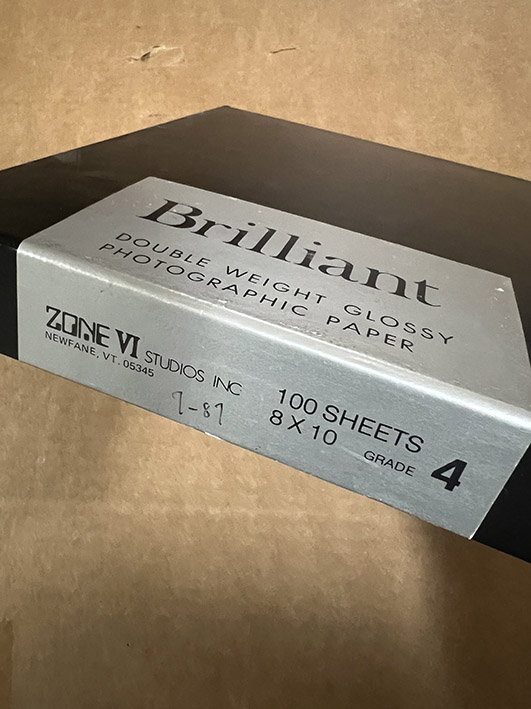 Brilliant
DOUBLE WEIGHT GLOSSY
PHOTOGRAPHIC PAPER
ZONE VI STUDIOS INC
NEWFANE, VT. 05345
9-87
100 SHEETS
8 X 10
GRADE 4